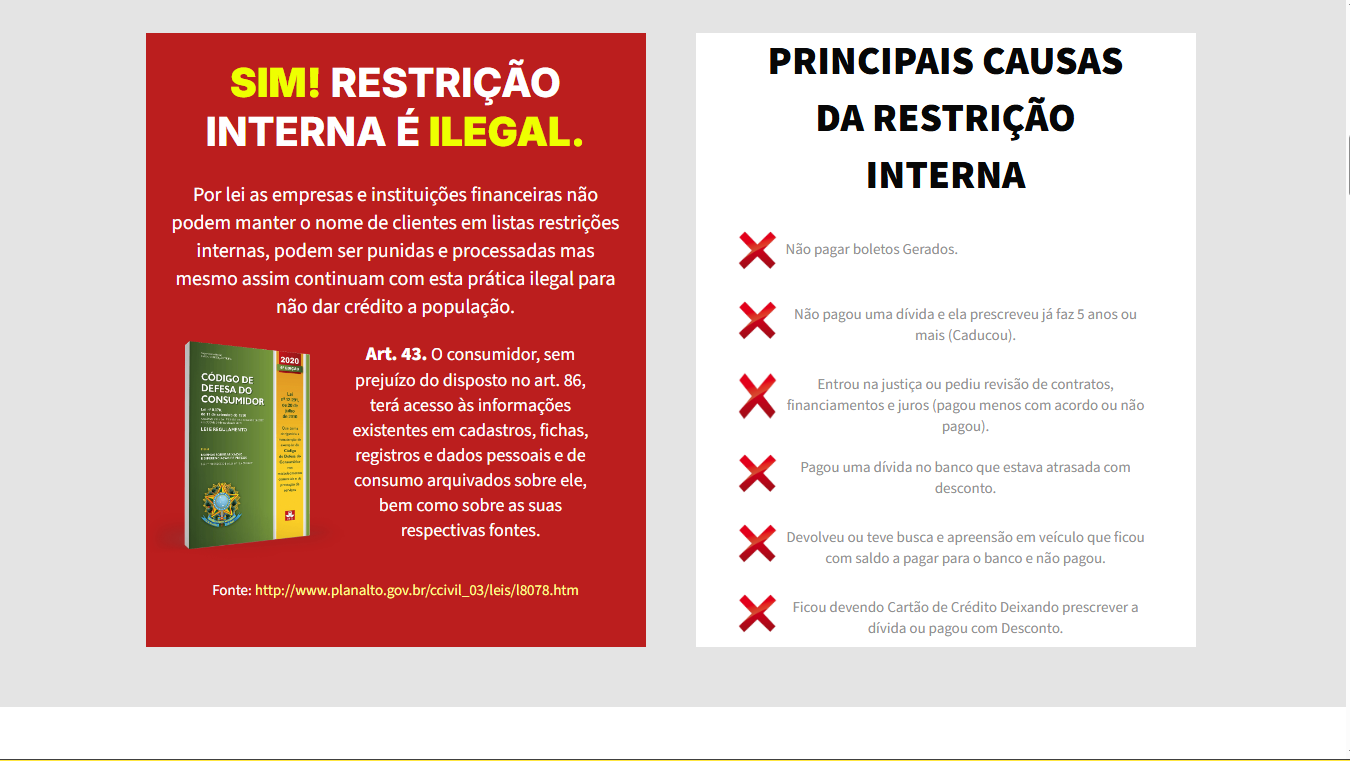 SIM! RESTRIÇÃO
INTERNA É ILEGAL.
Por lei as empresas e instituições financeiras não
podem manter o nome de clientes em listas restrições
internas, podem ser punidas e processadas mas
mesmo assim continuam com esta prática ilegal para
não dar crédito a população.
2020
CÓDIGO DE
DEFESA DO
CONSUMIDOR
Art. 43. O consumidor, sem
prejuízo do disposto no art. 86,
terá acesso às informações
existentes em cadastros, fichas,
registros e dados pessoais e de
consumo arquivados sobre ele,
bem como sobre as suas
respectivas fontes.
Fonte: http://www.planalto.gov.br/ccivil_03/leis/l8078.htm
PRINCIPAIS CAUSAS
DA RESTRIÇÃO
INTERNA
Não pagar boletos Gerados.
Não pagou uma dívida e ela prescreveu já faz 5 anos ou
mais (Caducou).
Entrou na justiça ou pediu revisão de contratos,
financiamentos e juros (pagou menos com acordo ou não
pagou).
Pagou uma dívida no banco que estava atrasada com
desconto.
Devolveu ou teve busca e apreensão em veículo que ficou
com saldo a pagar para o banco e não pagou.
Ficou devendo Cartão de Crédito Deixando prescrever a
dívida ou pagou com Desconto.